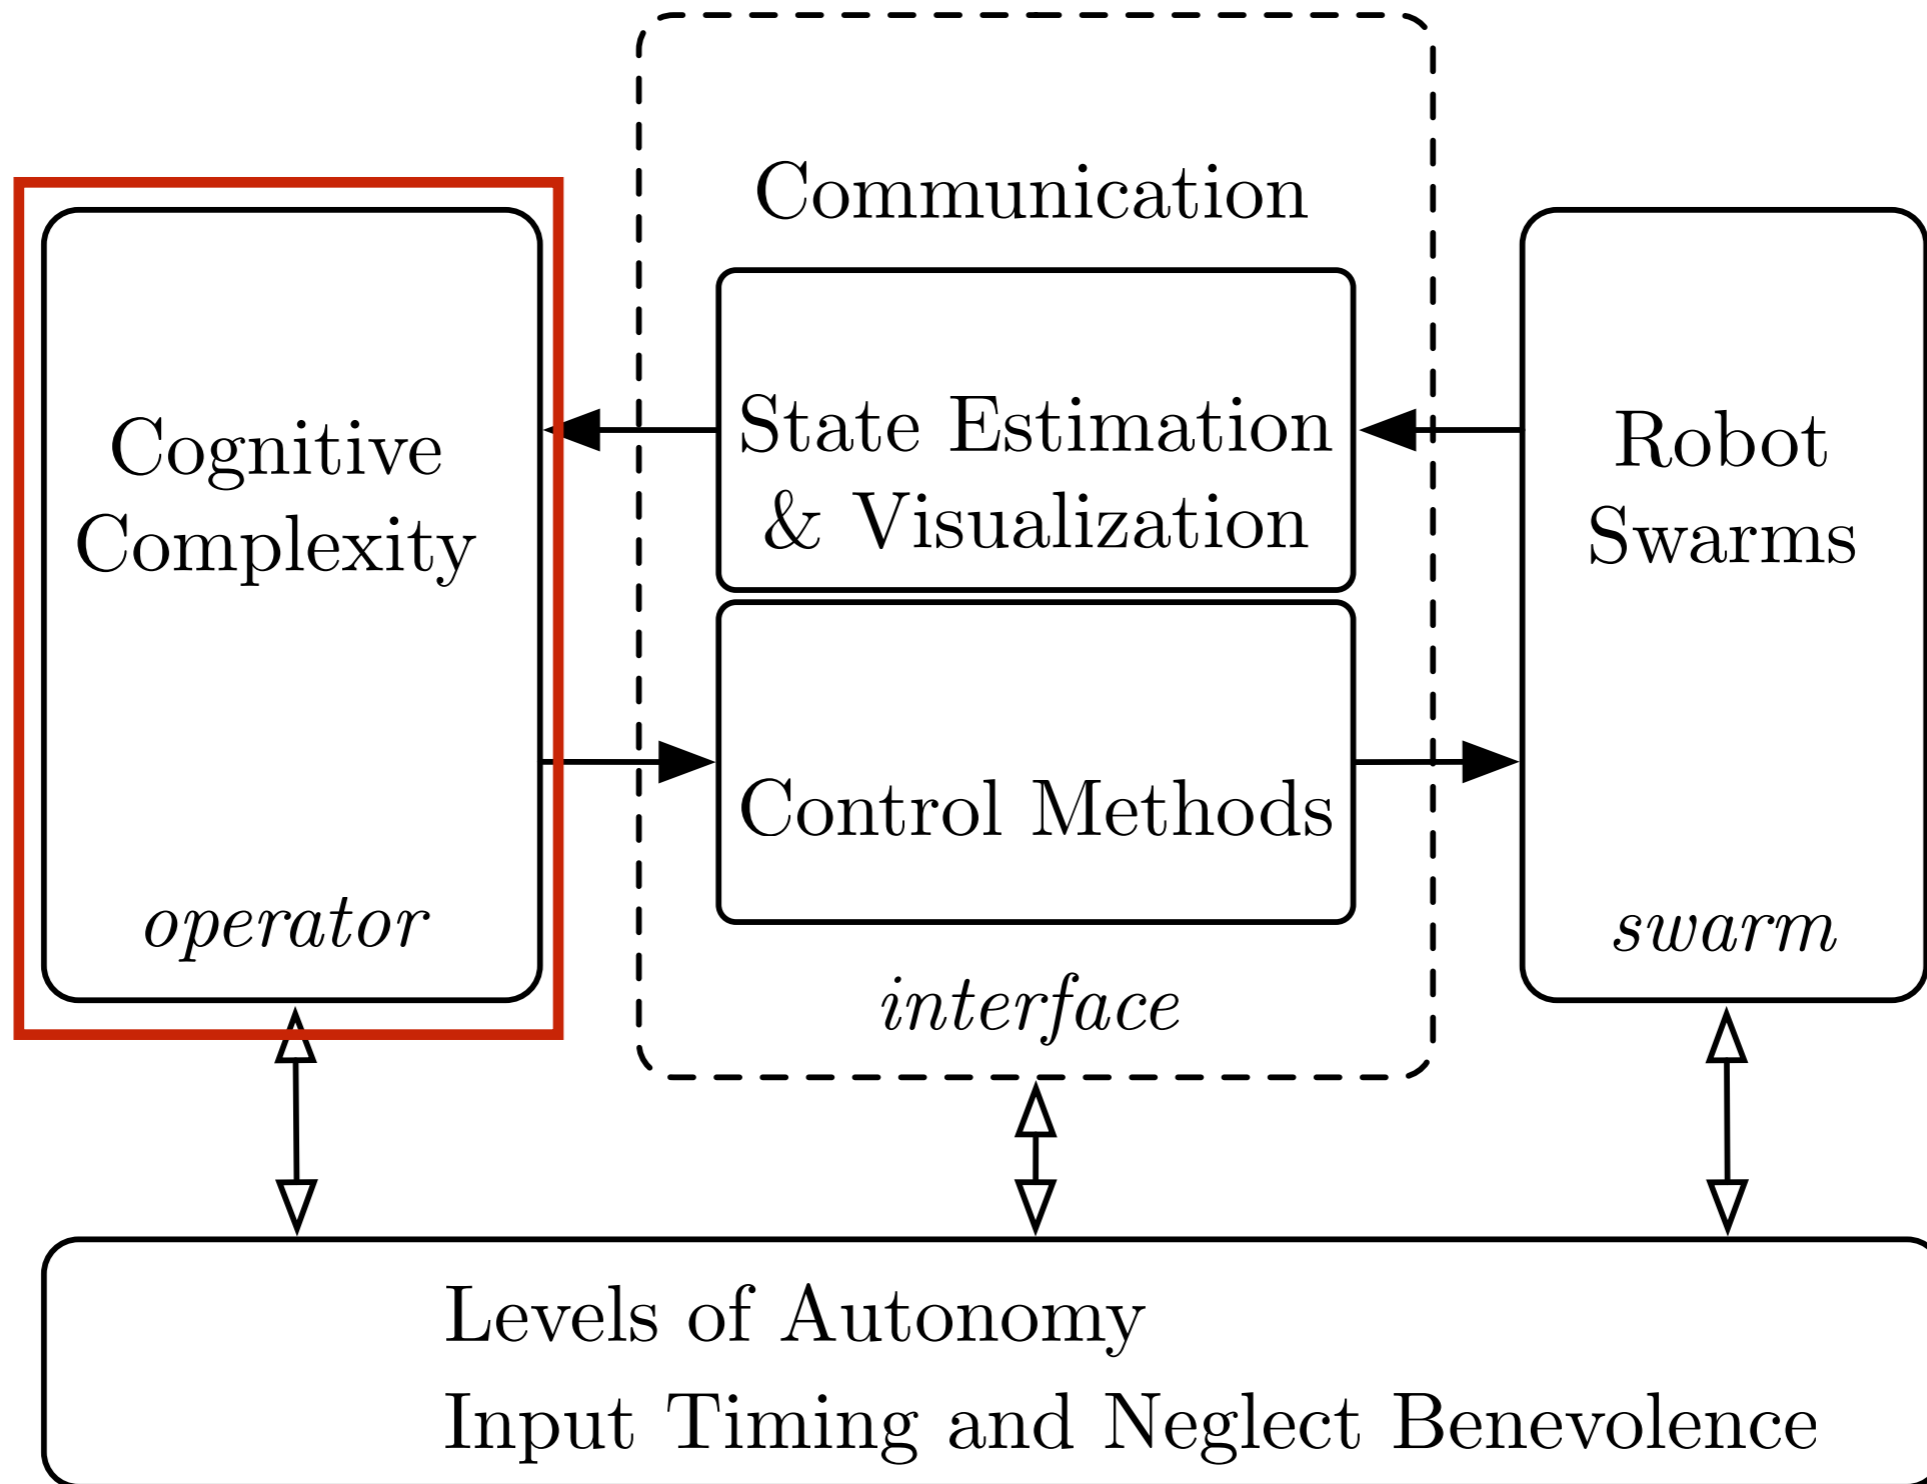 Communication
Cognitive
Complexity
operator
State Estimation
& Visualization
Control Methods
interface
Robot
Swarms
swarm
Levels of Autonomy
Input Timing and Neglect Benevolence